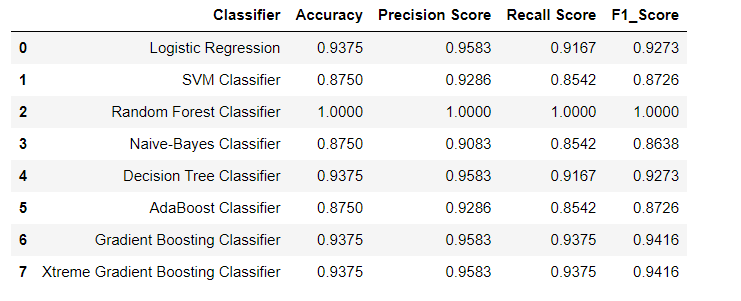 Classifier Accuracy Precision Score Recall Score F1_Score
0 Logistic Regression 0.9375 0.9583 0.9167 0.9273
1 SVM Classifier 0.8750 0.9286 0.8542 0.8726
2 Random Forest Classifier 1.0000 1.0000 1.0000 1.0000
3 Naive-Bayes Classifier 0.8750 0.9083 0.8542 0.8638
4 Decision Tree Classifier 0.9375 0.9583 0.9167 0.9273
5 AdaBoost Classifier 0.8750 0.9286 0.8542 0.8726
6 Gradient Boosting Classifier 0.9375 0.9583 0.9375 0.9416
7 Xtreme Gradient Boosting Classifier 0.9375 0.9583 0.9375 0.9416